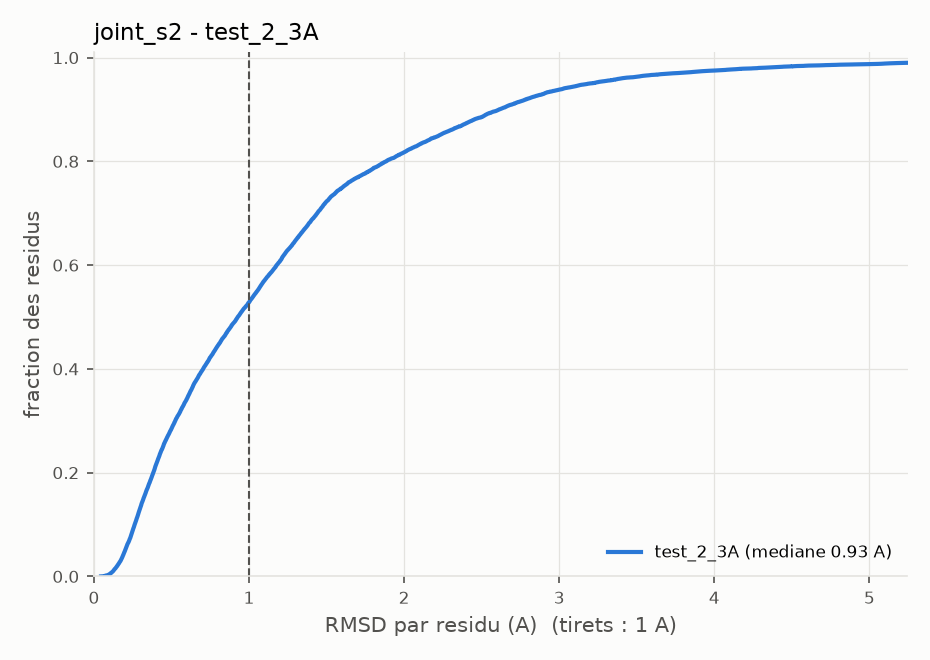 joint_s2 - test_2_3A
1.0
0.8
0.6
0.4
0.2
0.0
fraction des residus
test_2_3A (mediane 0.93 A)
0 1 2 3 4 5
RMSD par residu (A)  (tirets : 1 A)